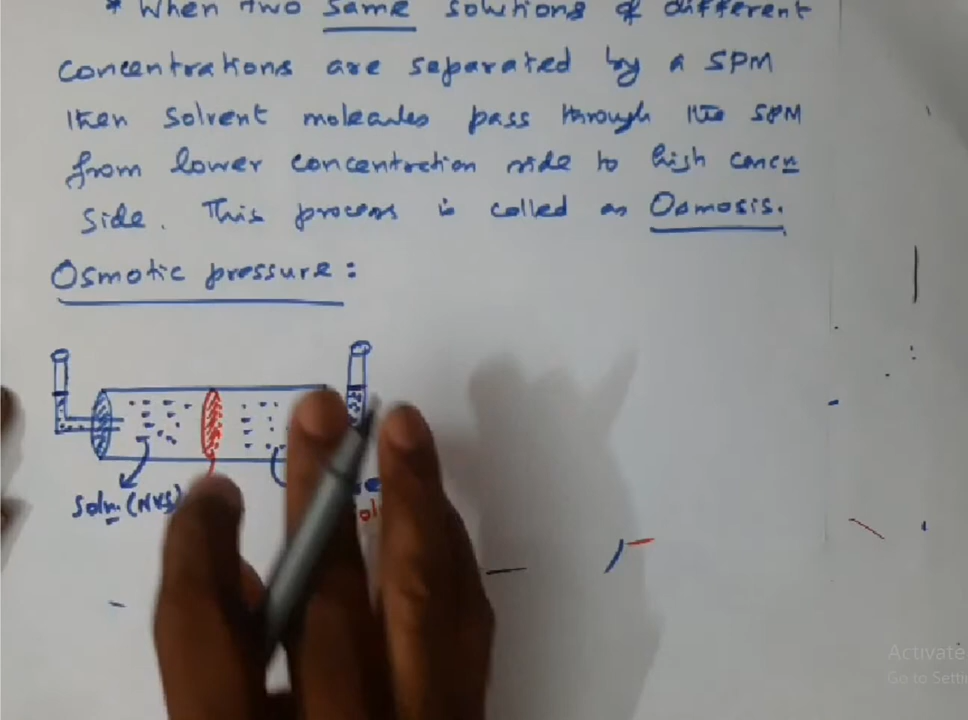 * When two same solutions of different
concentrations are separated by a SPM
then solvent molecules pass through the SPM
from lower concentration side to high concn
side. This process is called as Osmosis.
Osmotic pressure:
Soln (NVS)
Activate
Go to Setti